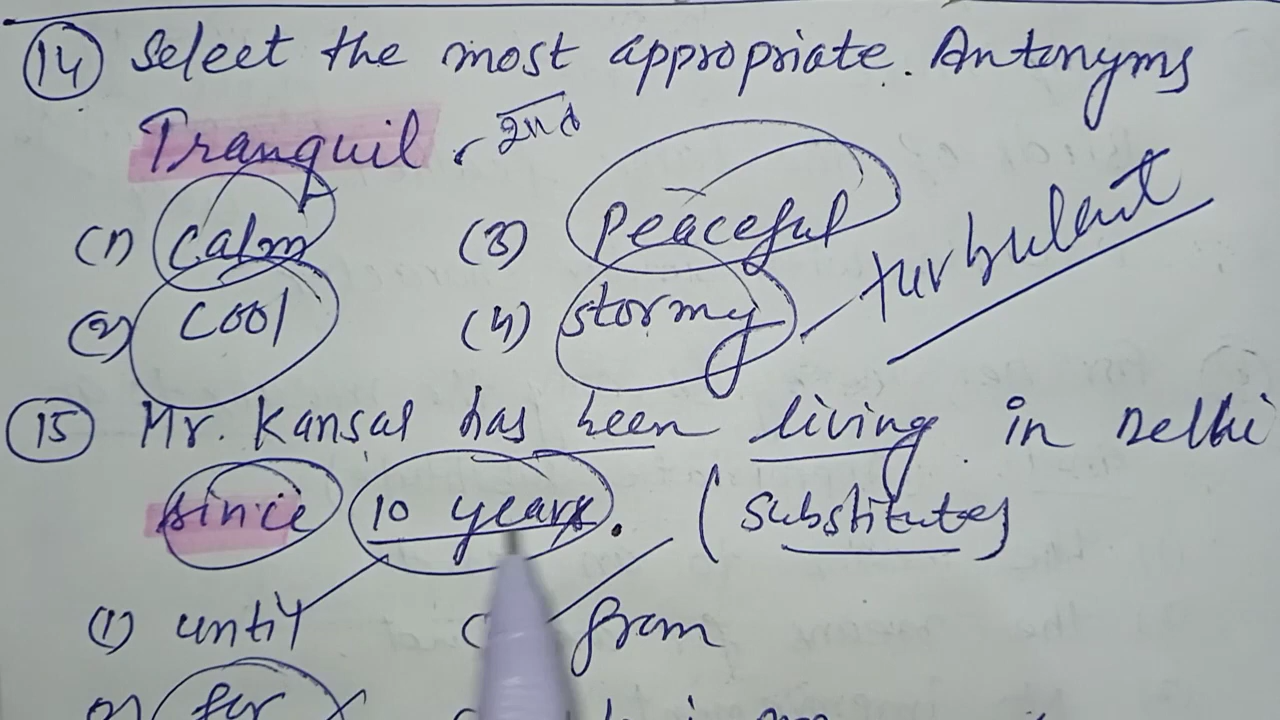 14 Select the most appropriate. Antonyms
Tranquil 2nd
(1) calm (3) Peaceful
(2) cool (4) stormy turbulent
15 Mr. Kansal has been living in Delhi
since 10 years. (Substitutes)
(1) until from
for